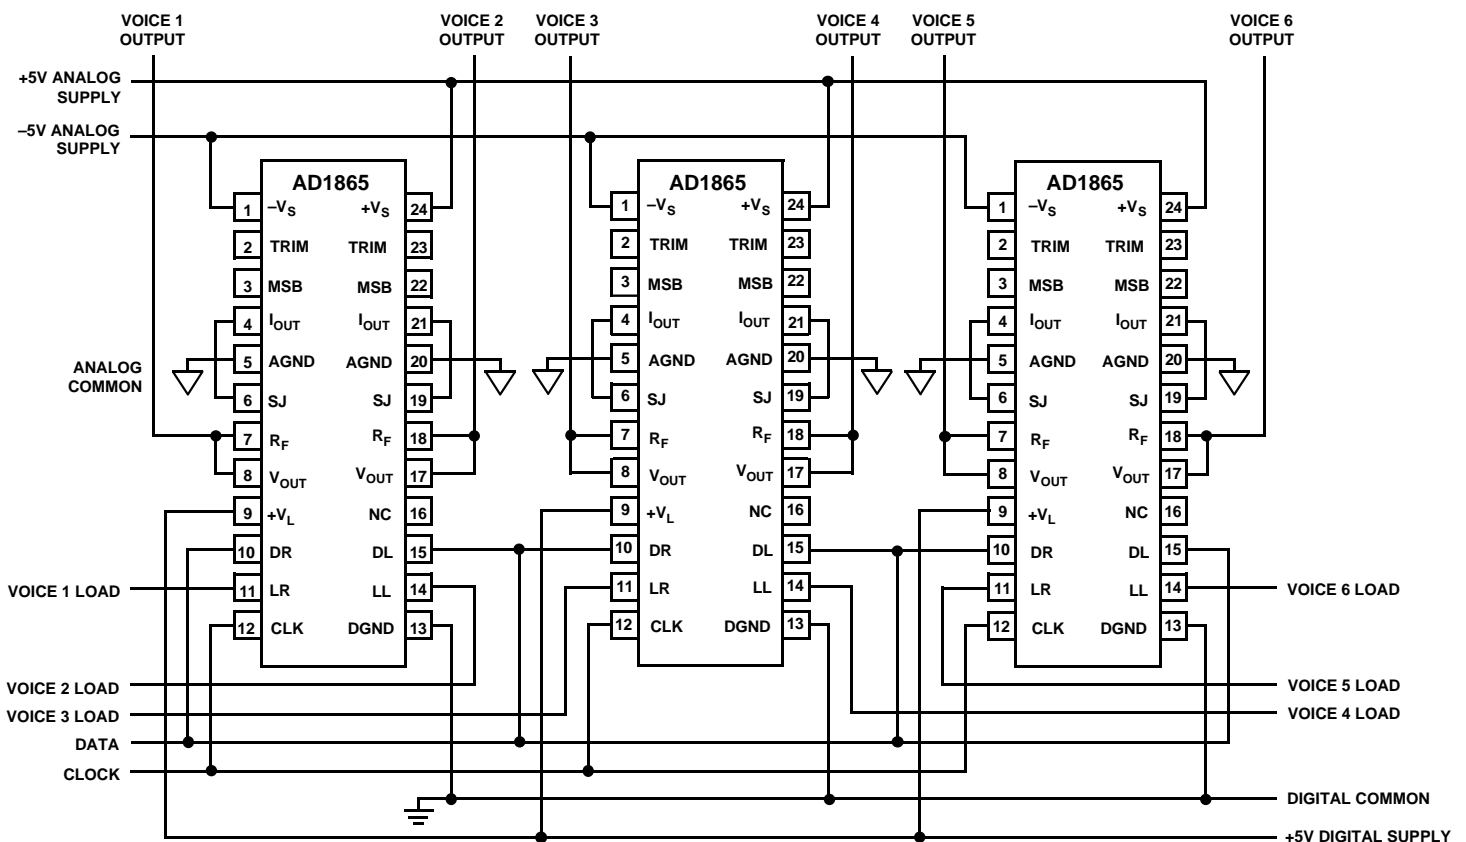 VOICE 1 OUTPUT
VOICE 2 OUTPUT
VOICE 3 OUTPUT
VOICE 4 OUTPUT
VOICE 5 OUTPUT
VOICE 6 OUTPUT
+5V ANALOG SUPPLY
–5V ANALOG SUPPLY
ANALOG COMMON
AD1865
1 –VS +VS 24
2 TRIM TRIM 23
3 MSB MSB 22
4 IOUT IOUT 21
5 AGND AGND 20
6 SJ SJ 19
7 RF RF 18
8 VOUT VOUT 17
9 +VL NC 16
10 DR DL 15
11 LR LL 14
12 CLK DGND 13
AD1865
1 –VS +VS 24
2 TRIM TRIM 23
3 MSB MSB 22
4 IOUT IOUT 21
5 AGND AGND 20
6 SJ SJ 19
7 RF RF 18
8 VOUT VOUT 17
9 +VL NC 16
10 DR DL 15
11 LR LL 14
12 CLK DGND 13
AD1865
1 –VS +VS 24
2 TRIM TRIM 23
3 MSB MSB 22
4 IOUT IOUT 21
5 AGND AGND 20
6 SJ SJ 19
7 RF RF 18
8 VOUT VOUT 17
9 +VL NC 16
10 DR DL 15
11 LR LL 14
12 CLK DGND 13
VOICE 1 LOAD
VOICE 6 LOAD
VOICE 2 LOAD
VOICE 5 LOAD
VOICE 3 LOAD
VOICE 4 LOAD
DATA
CLOCK
DIGITAL COMMON
+5V DIGITAL SUPPLY